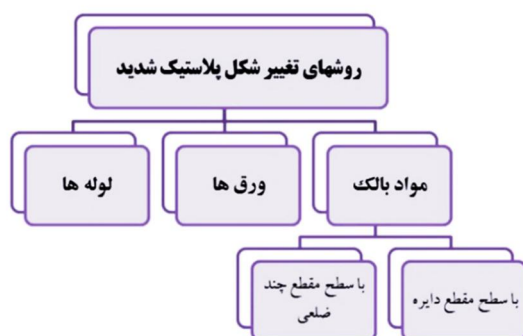 روشهای تغییر شکل پلاستیک شدید
مواد بالک
ورق ها
لوله ها
با سطح مقطع دایره
با سطح مقطع چند
ضلعی